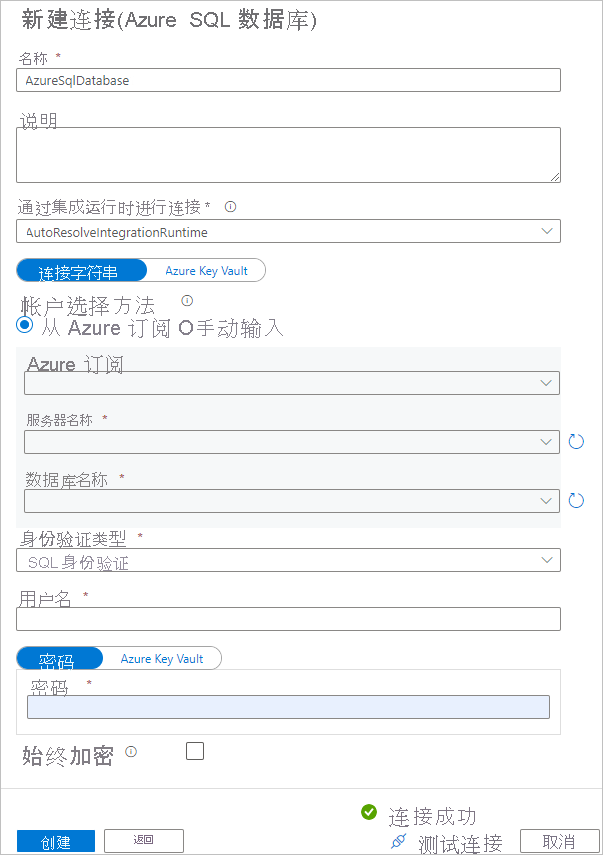 新建连接(Azure SQL 数据库)
名称 *
AzureSqlDatabase
说明
通过集成运行时进行连接 *
AutoResolveIntegrationRuntime
连接字符串 Azure Key Vault
帐户选择方法
从 Azure 订阅 O手动输入
Azure 订阅
服务器名称 *
数据库名称 *
身份验证类型 *
SQL 身份验证
用户名 *
密码 Azure Key Vault
密码 *
始终加密
连接成功
创建 返回 测试连接 取消